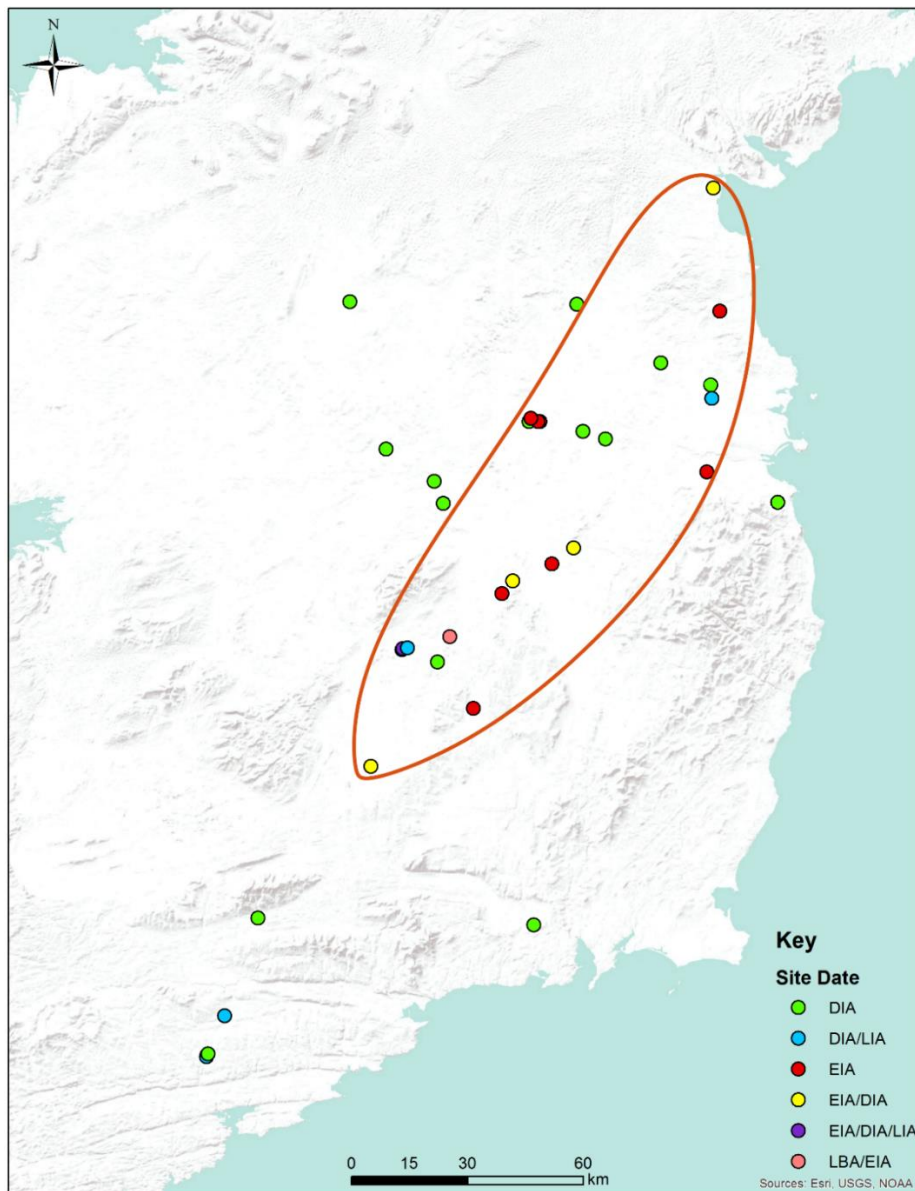 N
Key
Site Date
DIA
DIA/LIA
EIA
EIA/DIA
EIA/DIA/LIA
LBA/EIA
0 15 30 60
km
Sources: Esri, USGS, NOAA